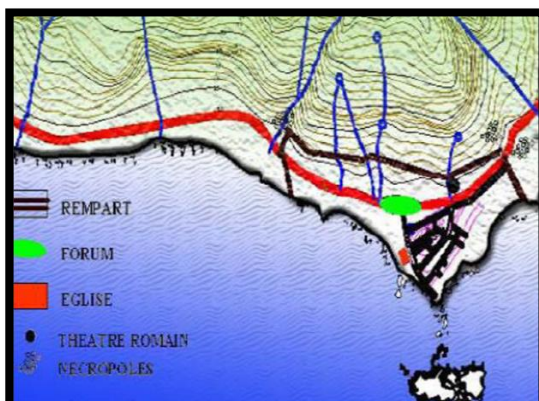 REMPART
FORUM
EGLISE
THEATRE ROMAIN
NECROPOLES